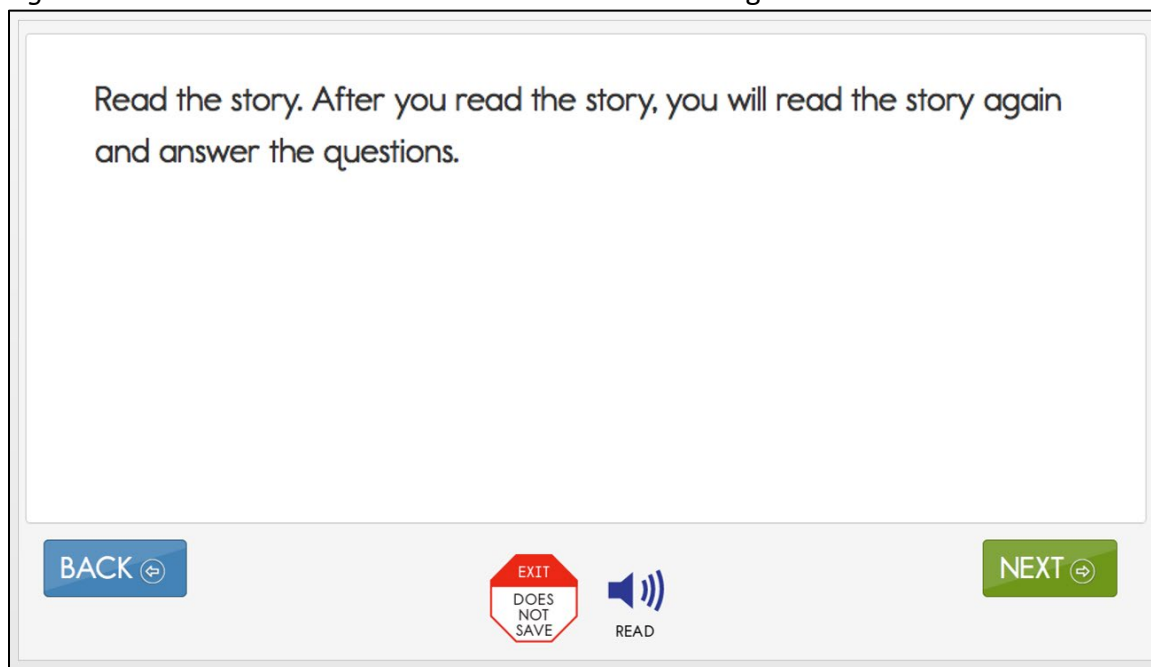 Read the story. After you read the story, you will read the story again
and answer the questions.
BACK
EXIT
DOES
NOT
SAVE
READ
NEXT